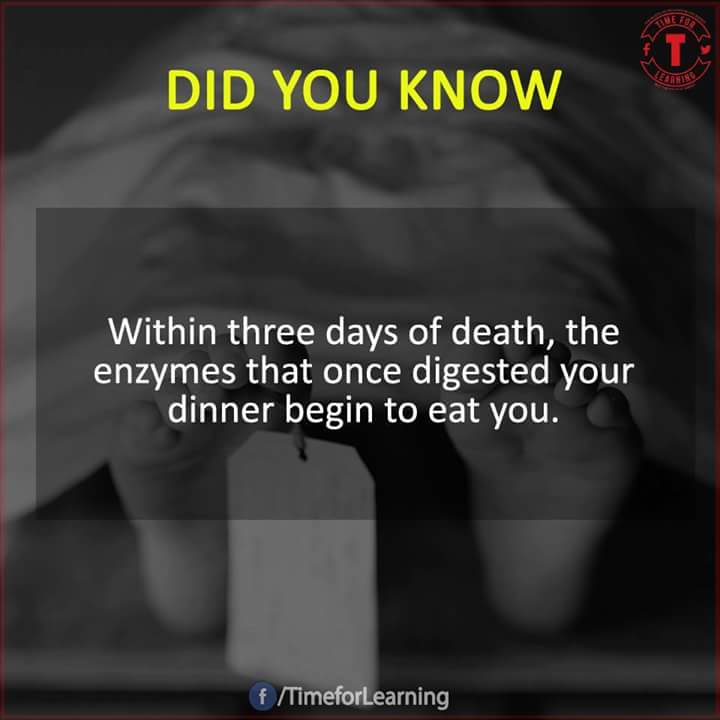 TIME FOR
T
LEARNING
DID YOU KNOW
Within three days of death, the
enzymes that once digested your
dinner begin to eat you.
f /TimeforLearning